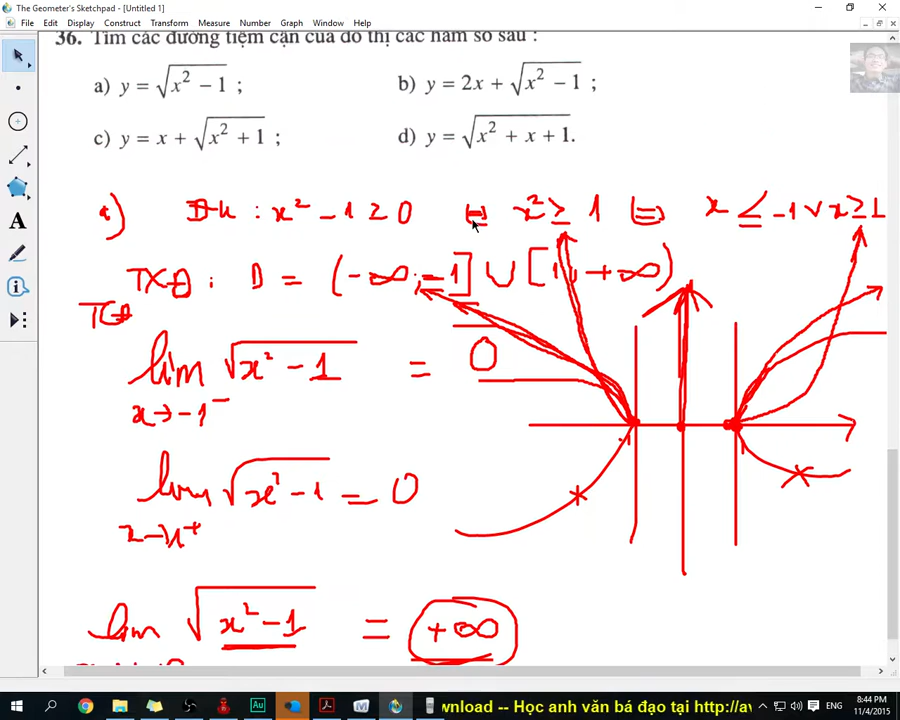 The Geometer's Sketchpad - [Untitled 1]
File Edit Display Construct Transform Measure Number Graph Window Help
36. Tìm các đường tiệm cận của đồ thị các hàm số sau :
a) y = √(x² − 1) ; b) y = 2x + √(x² − 1) ;
c) y = x + √(x² + 1) ; d) y = √(x² + x + 1).
a) ĐK : x² − 1 ≥ 0 ⇔ x² ≥ 1 ⇔ x ≤ −1 ∨ x ≥ 1
TXĐ : D = (−∞; −1] ∪ [1; +∞)
TCĐ
lim √(x² − 1) = 0
x → −1⁻
lim √(x² − 1) = 0
lim √(x² − 1) = +∞
A
wnload -- Học anh văn bá đạo tại http://av
Au
ENG
8:44 PM
11/4/2015